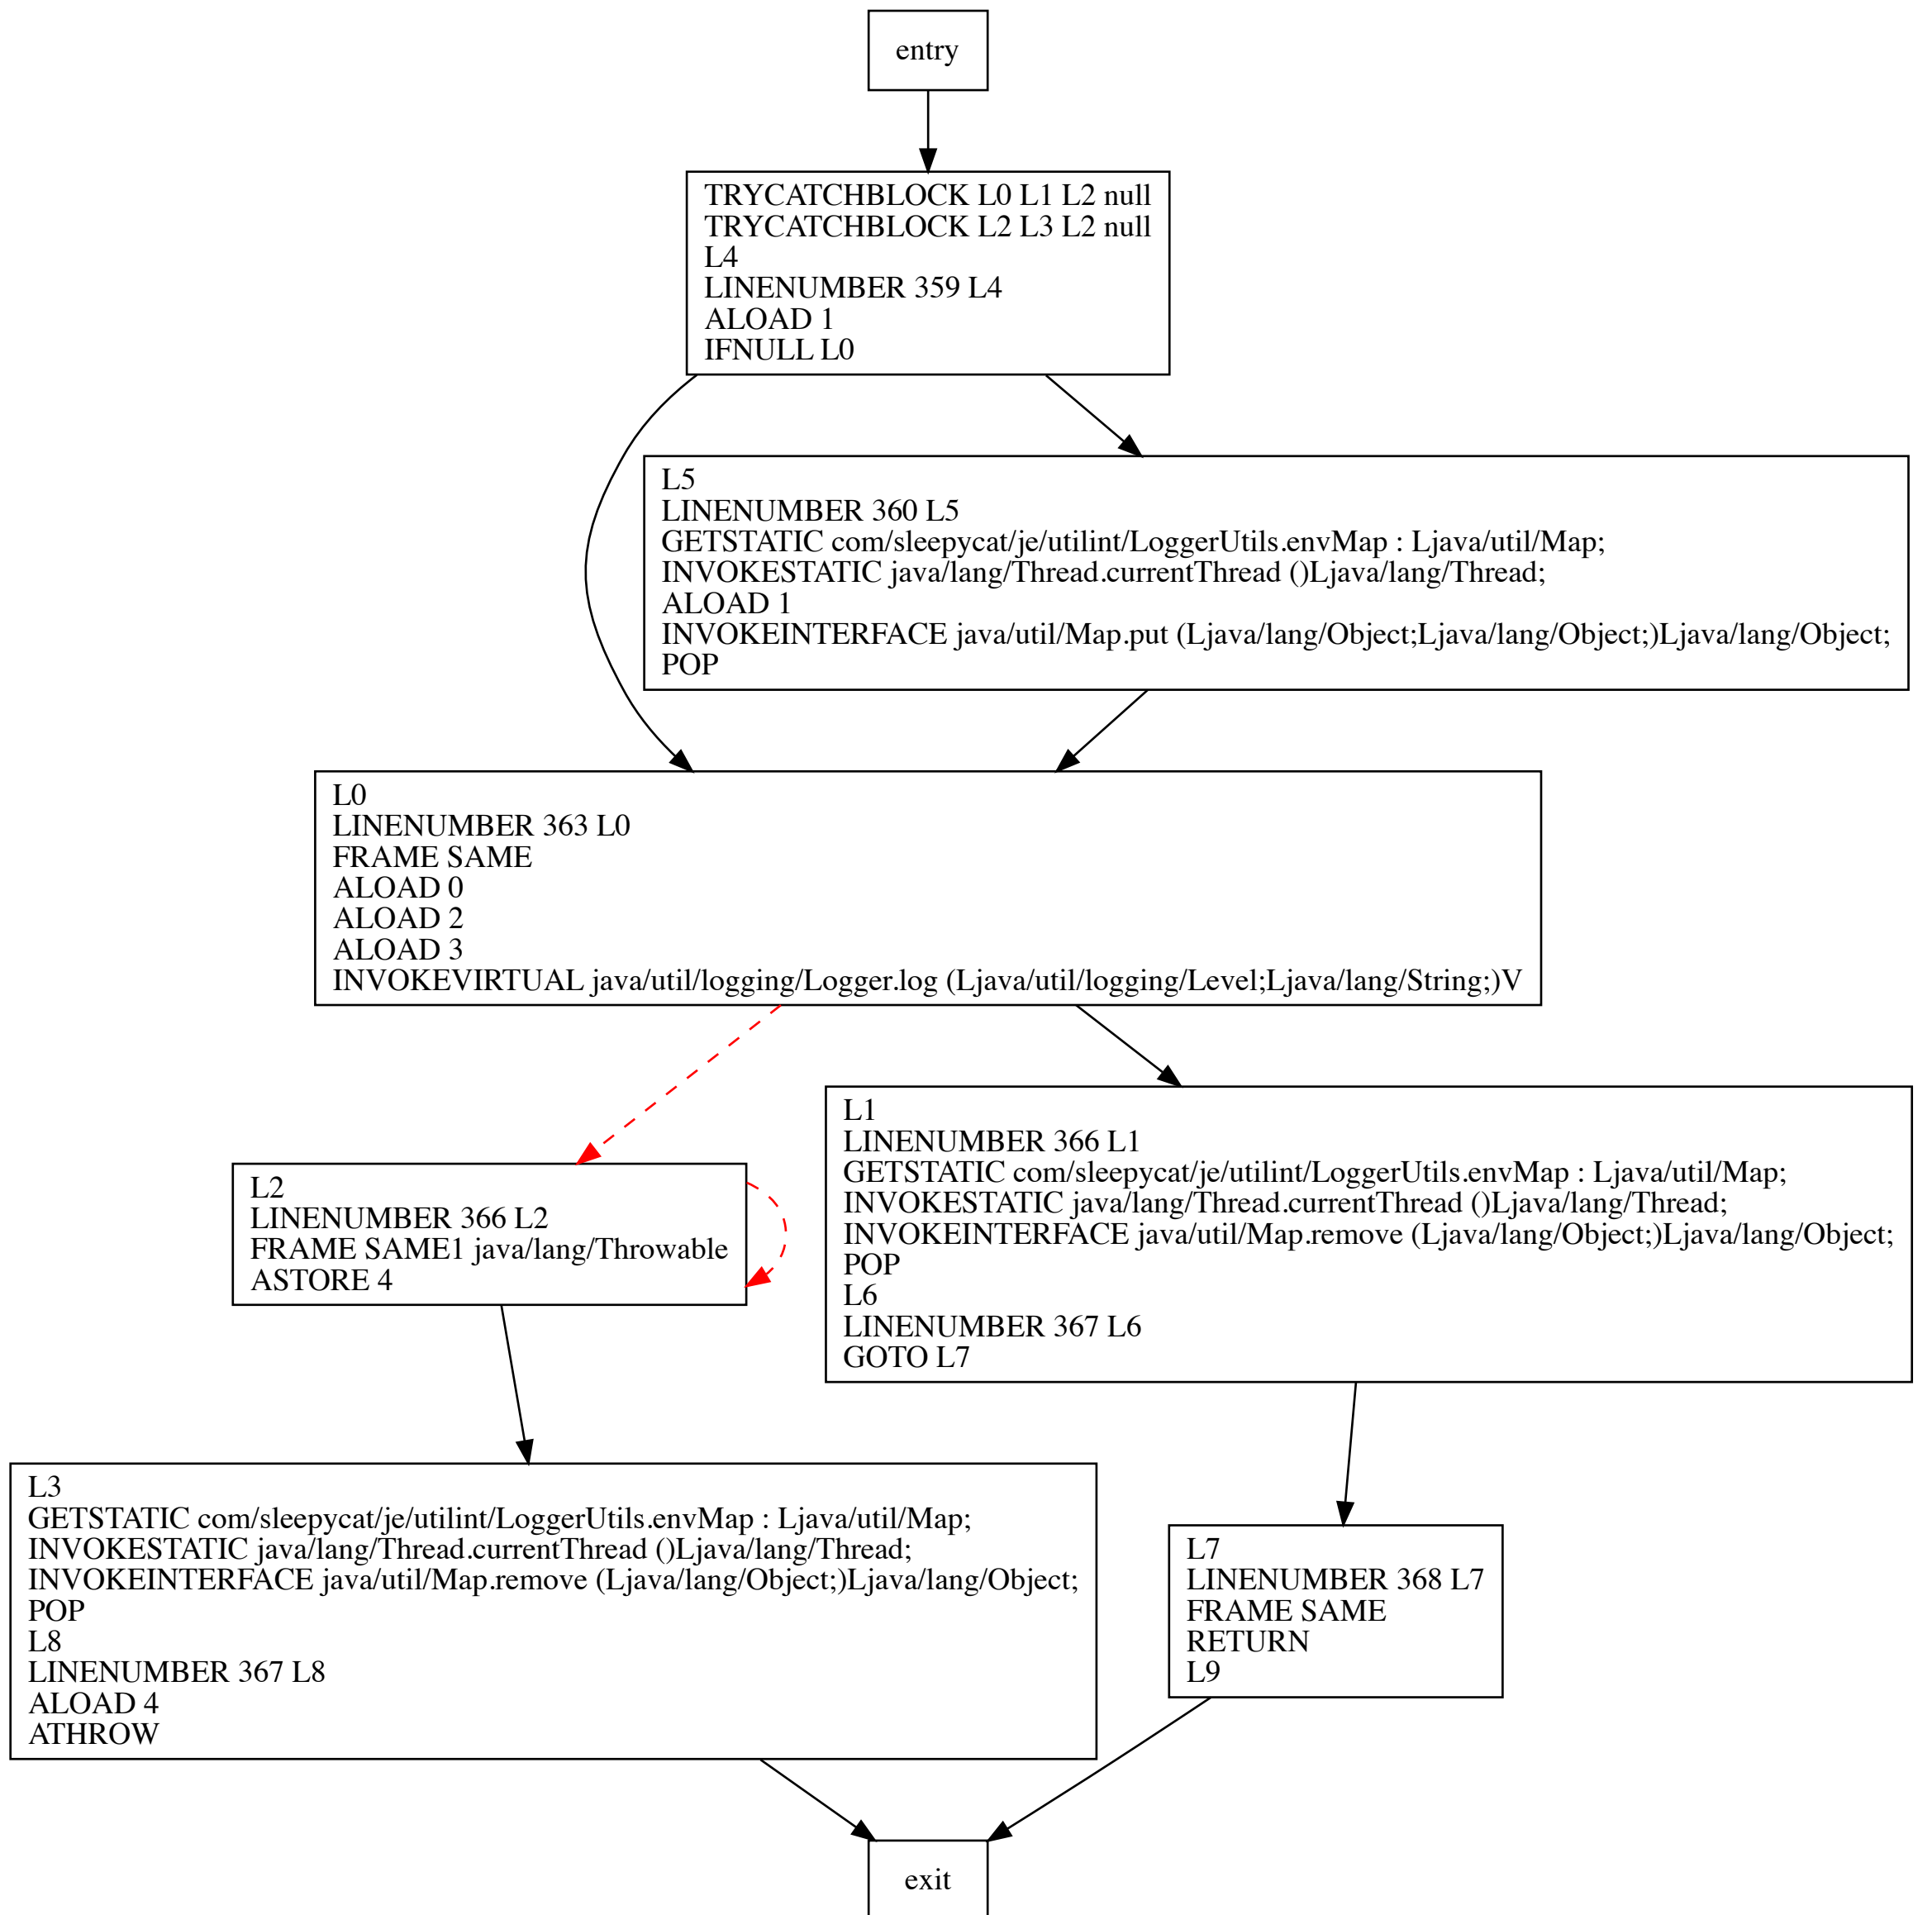 entry
TRYCATCHBLOCK L0 L1 L2 null
TRYCATCHBLOCK L2 L3 L2 null
L4
LINENUMBER 359 L4
ALOAD 1
IFNULL L0
L5
LINENUMBER 360 L5
GETSTATIC com/sleepycat/je/utilint/LoggerUtils.envMap : Ljava/util/Map;
INVOKESTATIC java/lang/Thread.currentThread ()Ljava/lang/Thread;
ALOAD 1
INVOKEINTERFACE java/util/Map.put (Ljava/lang/Object;Ljava/lang/Object;)Ljava/lang/Object;
POP
L0
LINENUMBER 363 L0
FRAME SAME
ALOAD 0
ALOAD 2
ALOAD 3
INVOKEVIRTUAL java/util/logging/Logger.log (Ljava/util/logging/Level;Ljava/lang/String;)V
L2
LINENUMBER 366 L2
FRAME SAME1 java/lang/Throwable
ASTORE 4
L1
LINENUMBER 366 L1
GETSTATIC com/sleepycat/je/utilint/LoggerUtils.envMap : Ljava/util/Map;
INVOKESTATIC java/lang/Thread.currentThread ()Ljava/lang/Thread;
INVOKEINTERFACE java/util/Map.remove (Ljava/lang/Object;)Ljava/lang/Object;
POP
L6
LINENUMBER 367 L6
GOTO L7
L3
GETSTATIC com/sleepycat/je/utilint/LoggerUtils.envMap : Ljava/util/Map;
INVOKESTATIC java/lang/Thread.currentThread ()Ljava/lang/Thread;
INVOKEINTERFACE java/util/Map.remove (Ljava/lang/Object;)Ljava/lang/Object;
POP
L8
LINENUMBER 367 L8
ALOAD 4
ATHROW
L7
LINENUMBER 368 L7
FRAME SAME
RETURN
L9
exit